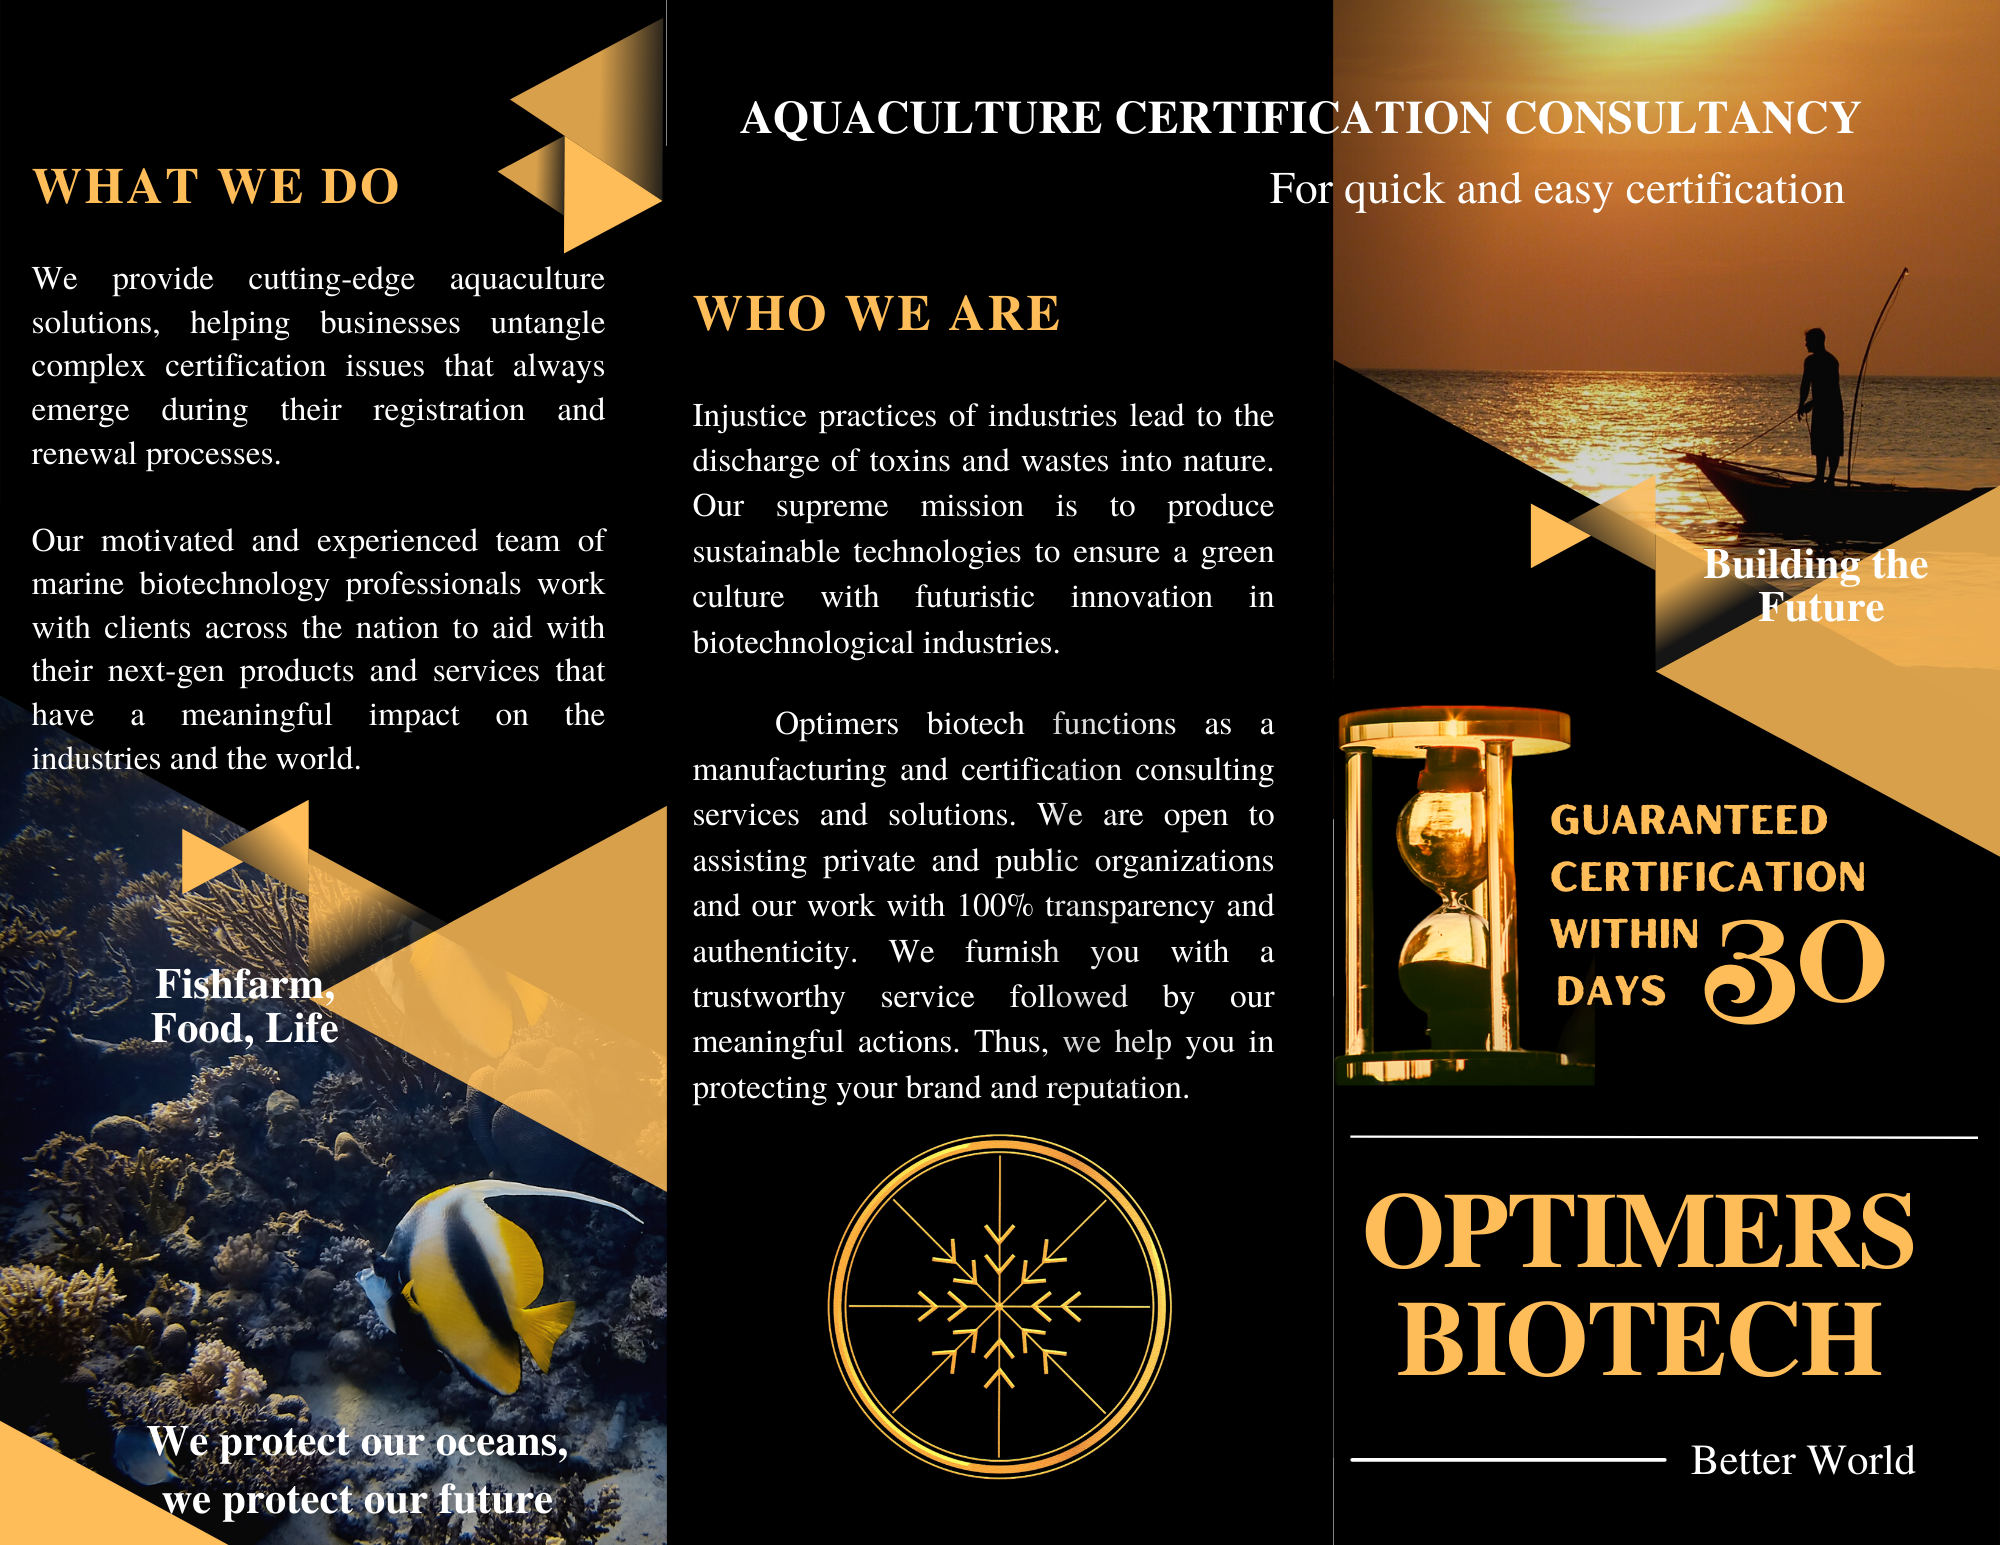 WHAT WE DO
We provide cutting-edge aquaculture
solutions, helping businesses untangle
complex certification issues that always
emerge during their registration and
renewal processes.
Our motivated and experienced team of
marine biotechnology professionals work
with clients across the nation to aid with
their next-gen products and services that
have a meaningful impact on the
industries and the world.
Fishfarm,
Food, Life
We protect our oceans,
we protect our future
AQUACULTURE CERTIFICATION CONSULTANCY
For quick and easy certification
WHO WE ARE
Injustice practices of industries lead to the
discharge of toxins and wastes into nature.
Our supreme mission is to produce
sustainable technologies to ensure a green
culture with futuristic innovation in
biotechnological industries.
Optimers biotech functions as a
manufacturing and certification consulting
services and solutions. We are open to
assisting private and public organizations
and our work with 100% transparency and
authenticity. We furnish you with a
trustworthy service followed by our
meaningful actions. Thus, we help you in
protecting your brand and reputation.
Building the
Future
GUARANTEED
CERTIFICATION
WITHIN 30
DAYS
OPTIMERS
BIOTECH
Better World